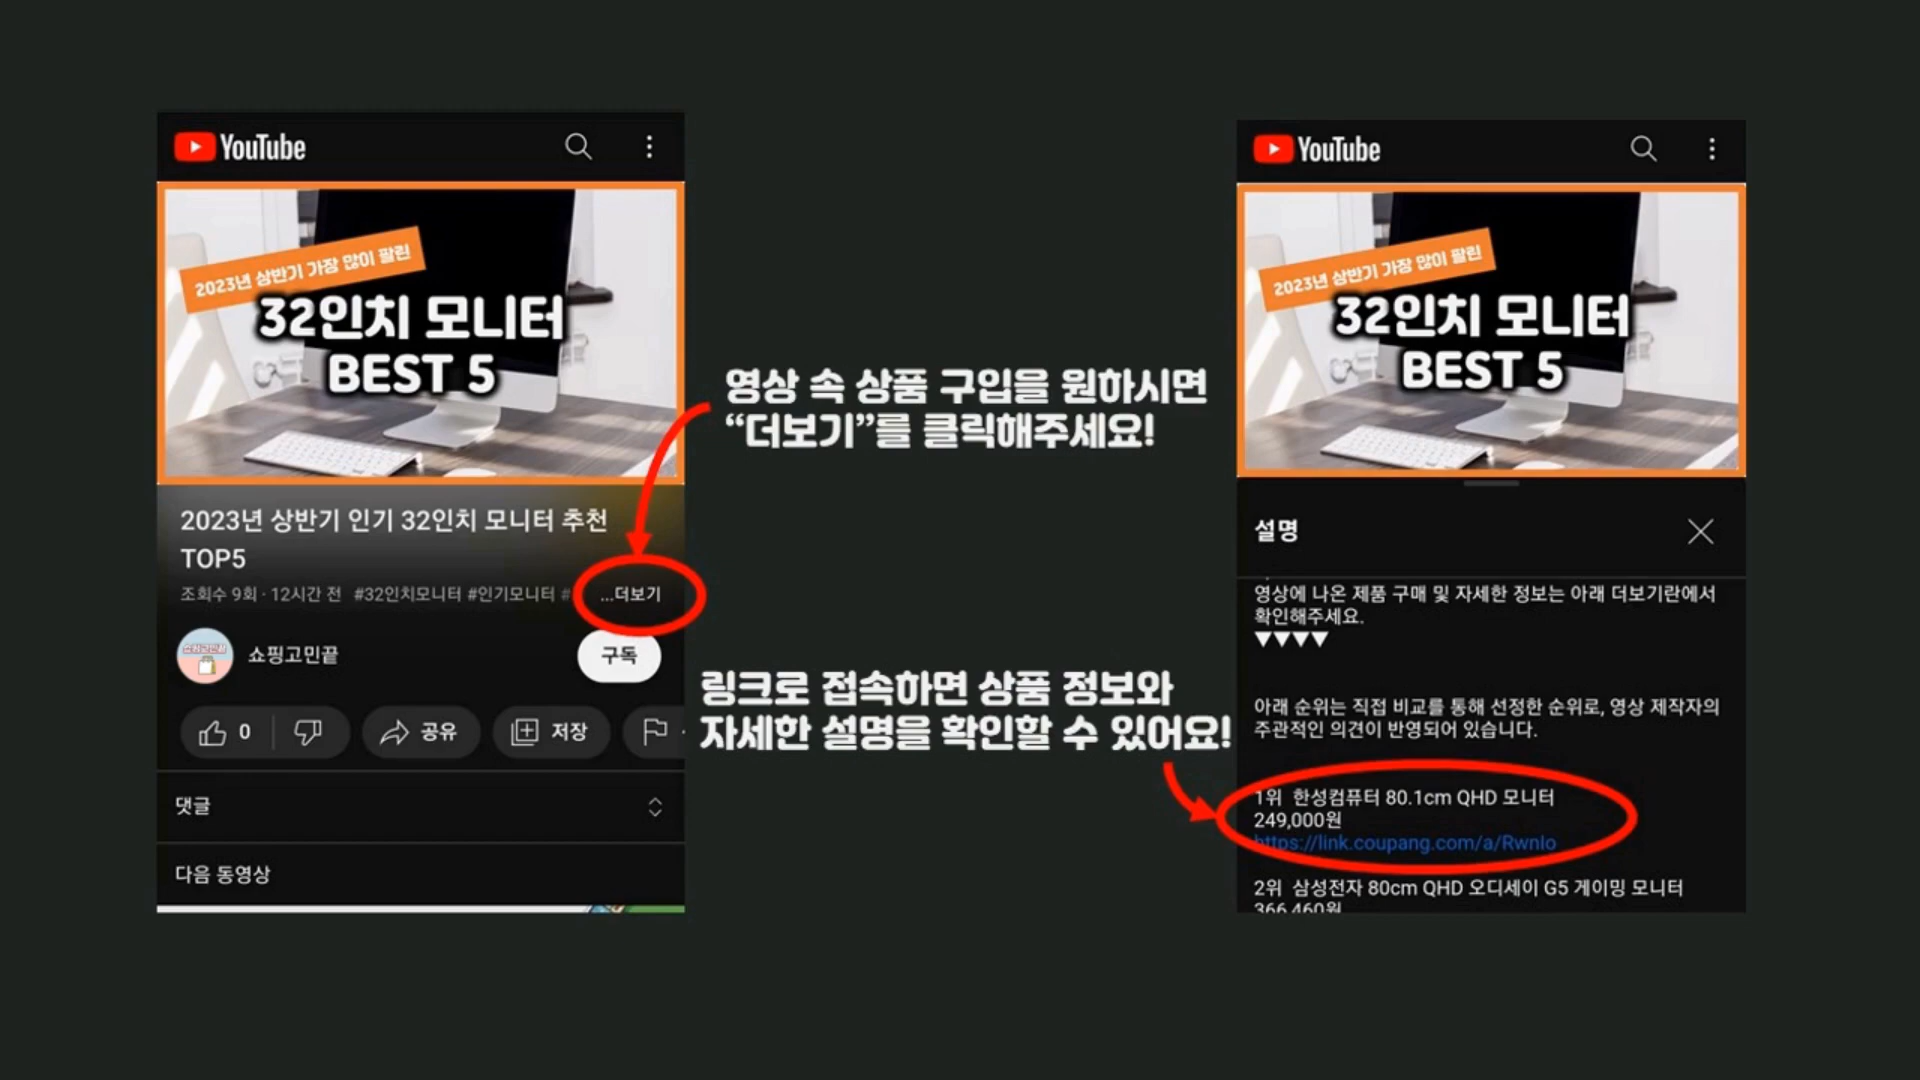 YouTube
2023년 상반기 가장 많이 팔린
32인치 모니터
BEST 5
2023년 상반기 인기 32인치 모니터 추천
TOP5
조회수 9회 · 12시간 전 #32인치모니터 #인기모니터 # ...더보기
쇼핑고민끝
쇼핑고민끝
구독
0
공유
저장
댓글
다음 동영상
영상 속 상품 구입을 원하시면
“더보기”를 클릭해주세요!
링크로 접속하면 상품 정보와
자세한 설명을 확인할 수 있어요!
YouTube
2023년 상반기 가장 많이 팔린
32인치 모니터
BEST 5
설명
영상에 나온 제품 구매 및 자세한 정보는 아래 더보기란에서
확인해주세요.
▼▼▼▼
아래 순위는 직접 비교를 통해 선정한 순위로, 영상 제작자의
주관적인 의견이 반영되어 있습니다.
1위 한성컴퓨터 80.1cm QHD 모니터
249,000원
https://link.coupang.com/a/Rwnlo
2위 삼성전자 80cm QHD 오디세이 G5 게이밍 모니터
366,460원